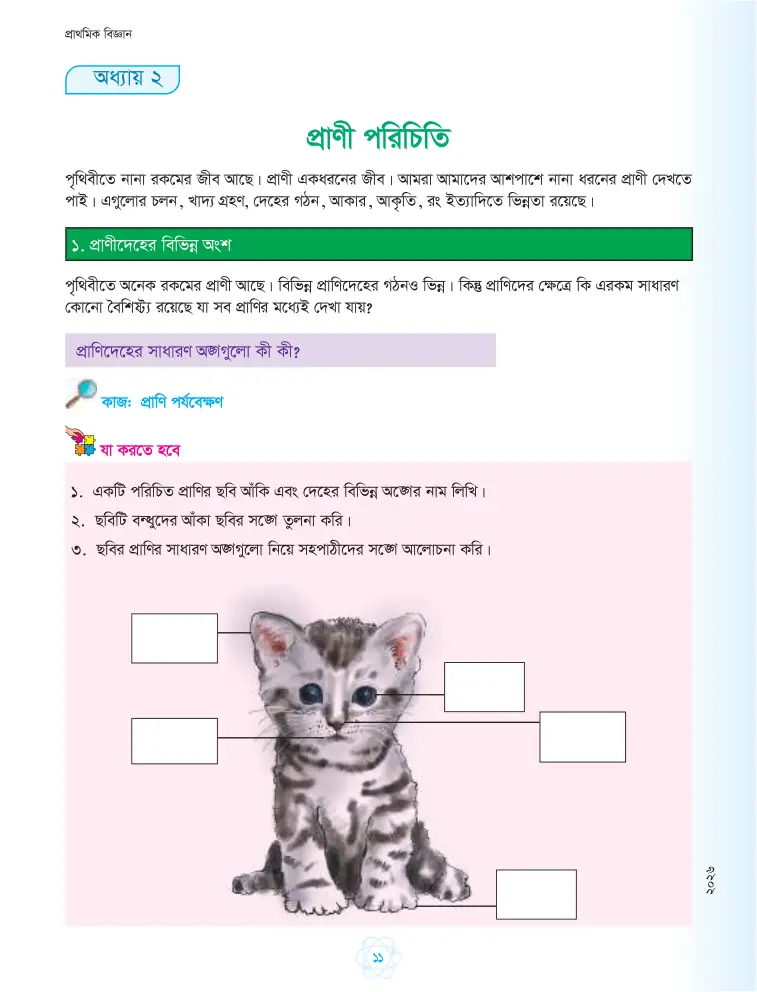 প্রাথমিক বিজ্ঞান
অধ্যায় ২
প্রাণী পরিচিতি
পৃথিবীতে নানা রকমের জীব আছে। প্রাণী একধরনের জীব। আমরা আমাদের আশপাশে নানা ধরনের প্রাণী দেখতে
পাই। এগুলোর চলন, খাদ্য গ্রহণ, দেহের গঠন, আকার, আকৃতি, রং ইত্যাদিতে ভিন্নতা রয়েছে।
১. প্রাণীদেহের বিভিন্ন অংশ
পৃথিবীতে অনেক রকমের প্রাণী আছে। বিভিন্ন প্রাণিদেহের গঠনও ভিন্ন। কিন্তু প্রাণিদের ক্ষেত্রে কি এরকম সাধারণ
কোনো বৈশিষ্ট্য রয়েছে যা সব প্রাণির মধ্যেই দেখা যায়?
প্রাণিদেহের সাধারণ অঙ্গগুলো কী কী?
কাজ: প্রাণি পর্যবেক্ষণ
যা করতে হবে
১. একটি পরিচিত প্রাণির ছবি আঁকি এবং দেহের বিভিন্ন অঙ্গের নাম লিখি।
২. ছবিটি বন্ধুদের আঁকা ছবির সঙ্গে তুলনা করি।
৩. ছবির প্রাণির সাধারণ অঙ্গগুলো নিয়ে সহপাঠীদের সঙ্গে আলোচনা করি।
২০২৬
১১